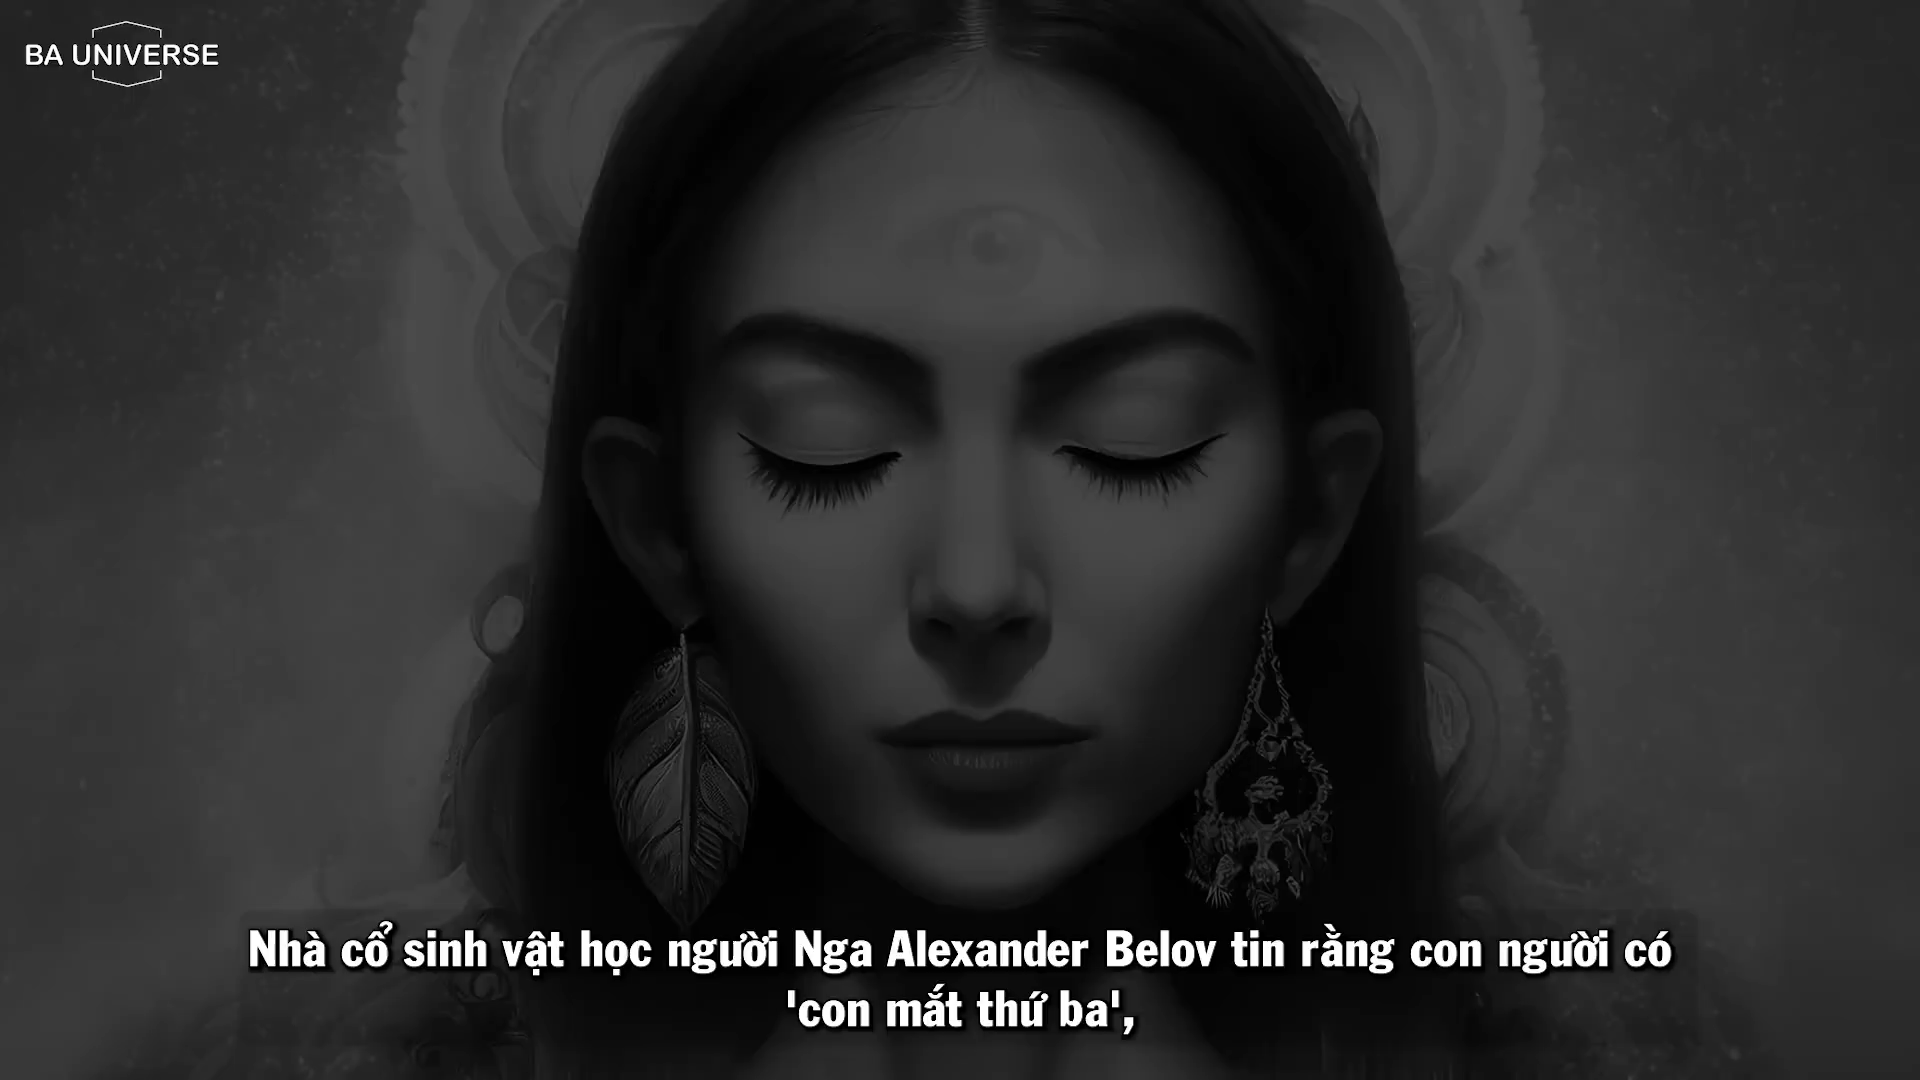 BA UNIVERSE
Nhà cổ sinh vật học người Nga Alexander Belov tin rằng con người có
'con mắt thứ ba',